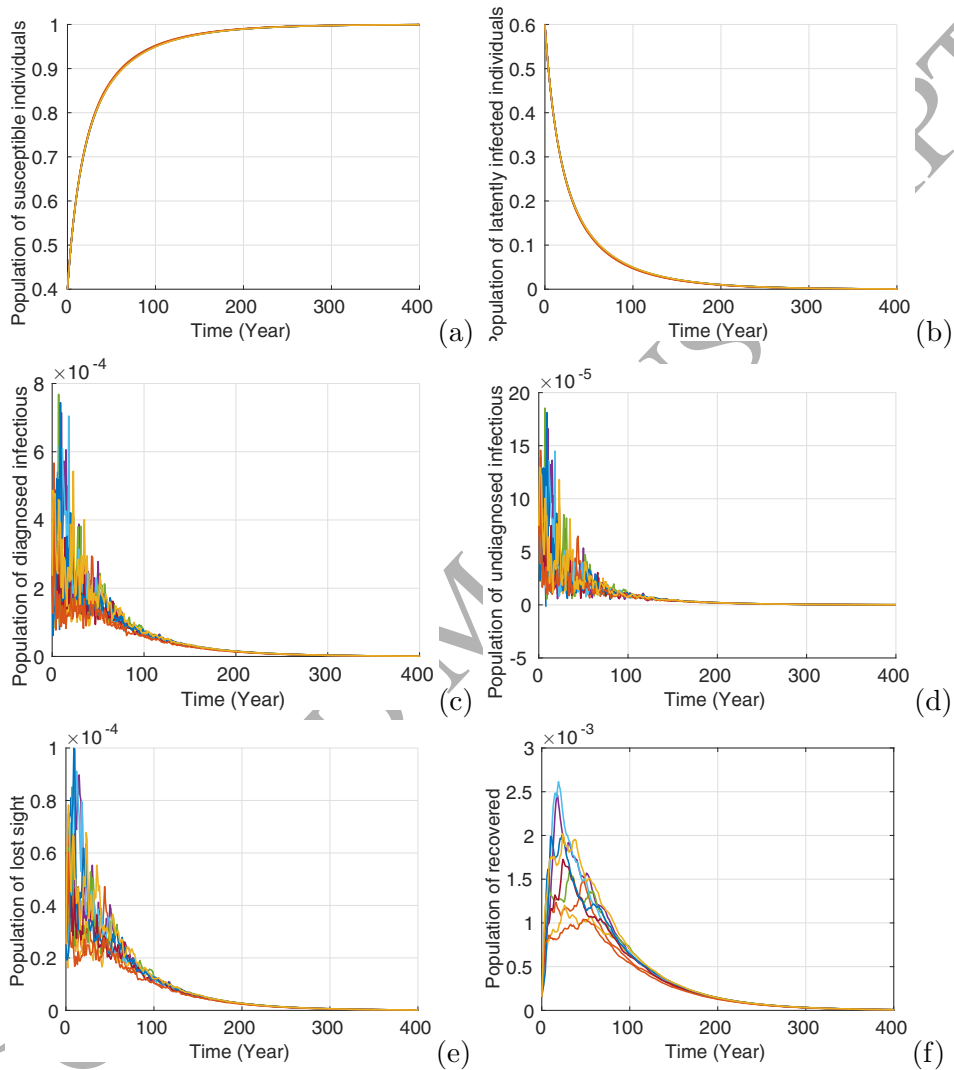 Population of susceptible individuals
1
0.9
0.8
0.7
0.6
0.5
0.4
0 100 200 300 400
Time (Year)
(a)
Population of latently infected individuals
0.6
0.5
0.4
0.3
0.2
0.1
0
0 100 200 300 400
Time (Year)
(b)
×10^-4
Population of diagnosed infectious
8
6
4
2
0
0 100 200 300 400
Time (Year)
(c)
×10^-5
Population of undiagnosed infectious
20
15
10
5
0
-5
0 100 200 300 400
Time (Year)
(d)
×10^-4
Population of lost sight
1
0.8
0.6
0.4
0.2
0
0 100 200 300 400
Time (Year)
(e)
×10^-3
Population of recovered
3
2.5
2
1.5
1
0.5
0
0 100 200 300 400
Time (Year)
(f)